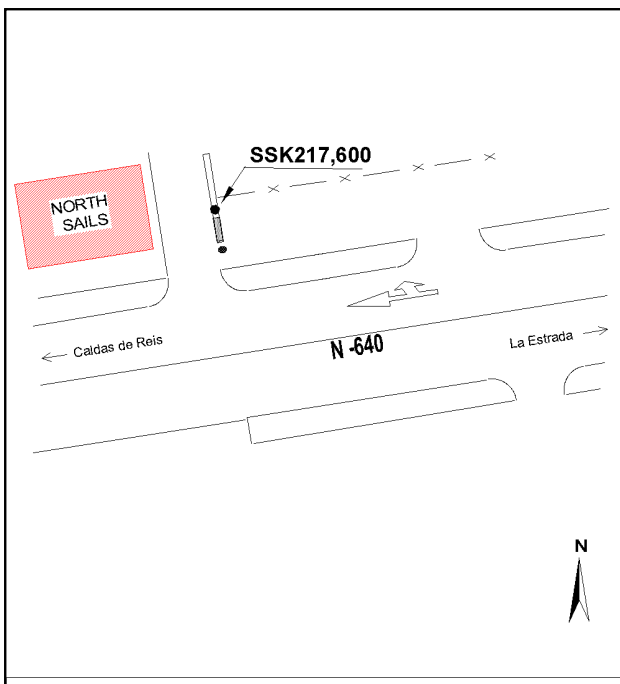 SSK217,600
NORTH
SAILS
Caldas de Reis
N -640
La Estrada
N